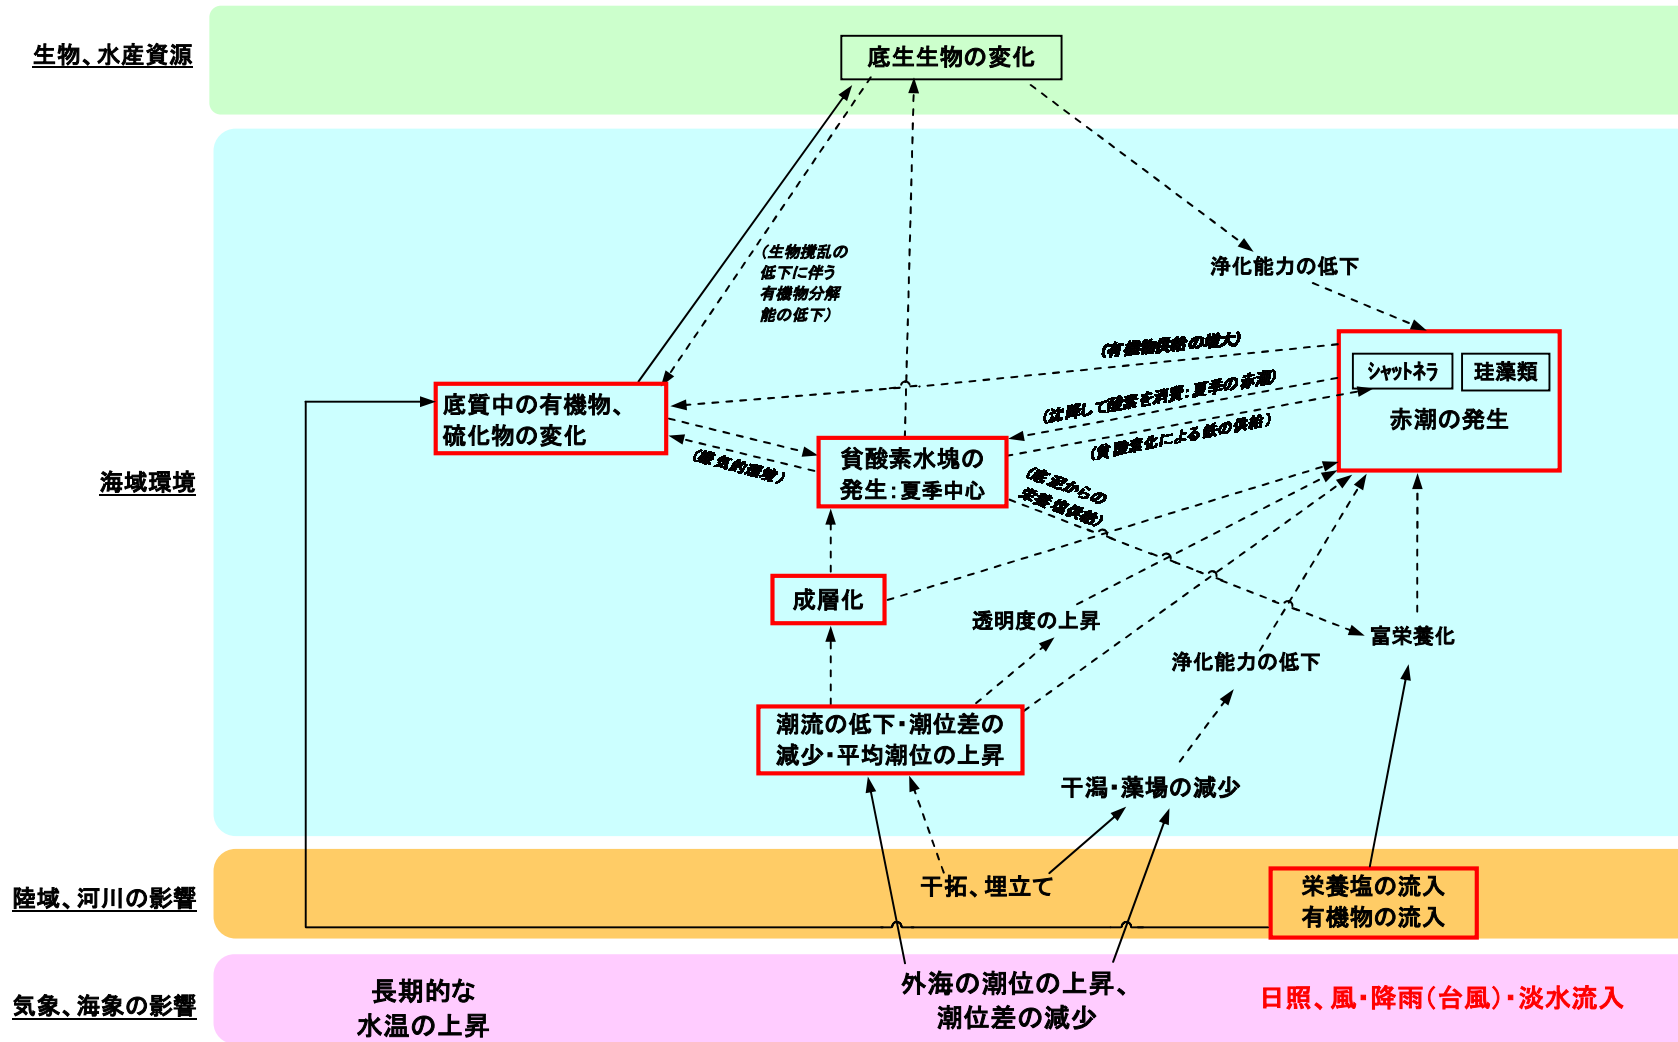 生物、水産資源
底生生物の変化
(生物撹乱の
低下に伴う
有機物分解
能の低下)
浄化能力の低下
(有機物供給の増大)
シャットネラ
珪藻類
赤潮の発生
(沈降して酸素を消費:夏季の赤潮)
(貧酸素化による鉄の供給)
底質中の有機物、
硫化物の変化
(嫌気的環境)
貧酸素水塊の
発生:夏季中心
(底泥からの
栄養塩供給)
海域環境
成層化
透明度の上昇
富栄養化
浄化能力の低下
潮流の低下・潮位差の
減少・平均潮位の上昇
干潟・藻場の減少
陸域、河川の影響
干拓、埋立て
栄養塩の流入
有機物の流入
気象、海象の影響
長期的な
水温の上昇
外海の潮位の上昇、
潮位差の減少
日照、風・降雨(台風)・淡水流入